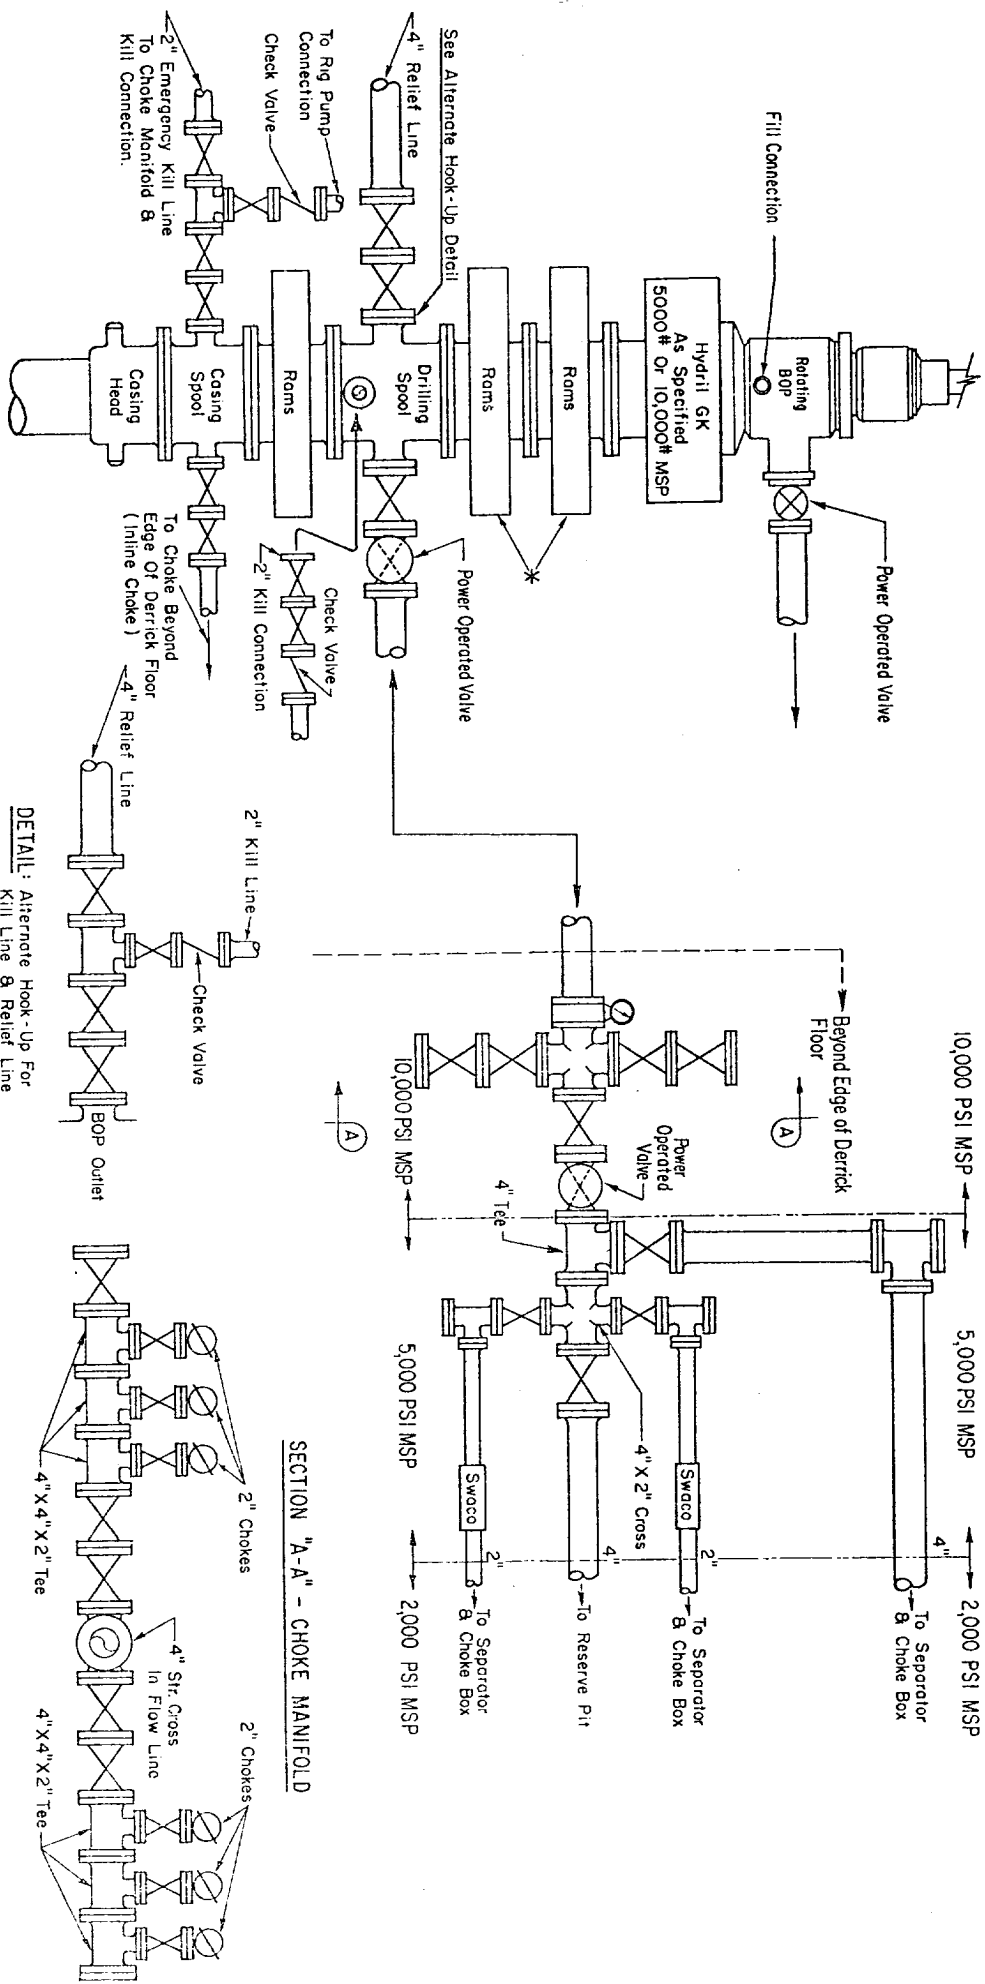 Fill Connection
Rotating
BOP
Power Operated Valve
Hydril GK
As Specified
5000# Or 10,000# MSP
Rams
Rams
*
See Alternate Hook-Up Detail
4" Relief Line
Drilling
Spool
Power Operated Valve
To Rig Pump
Connection
Check Valve
Rams
Check Valve
2" Kill Connection
2" Emergency Kill Line
To Choke Manifold &
Kill Connection.
Casing
Spool
To Choke Beyond
Edge Of Derrick Floor
(Inline Choke)
Casing
Head
Beyond Edge of Derrick
Floor
A
A
10,000 PSI MSP
5,000 PSI MSP
2,000 PSI MSP
Power
Operated
Valve
4" Tee
4" X 2" Cross
Swaco
Swaco
4"
2"
4"
2"
To Separator
& Choke Box
To Separator
& Choke Box
To Reserve Pit
To Separator
& Choke Box
10,000 PSI MSP
5,000 PSI MSP
2,000 PSI MSP
4" Relief Line
2" Kill Line
Check Valve
BOP Outlet
DETAIL: Alternate Hook-Up For
Kill Line & Relief Line
SECTION "A-A" - CHOKE MANIFOLD
2" Chokes
4"X4"X2" Tee
4" Str. Cross
In Flow Line
2" Chokes
4"X4"X2" Tee